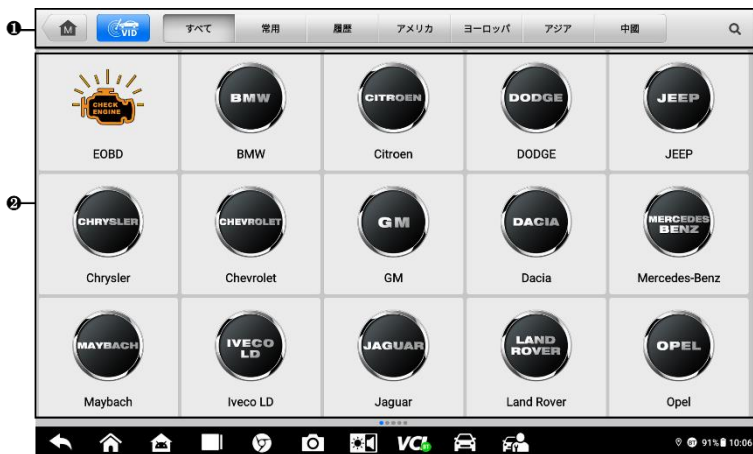 ❶
M
VID
すべて 常用 履歴 アメリカ ヨーロッパ アジア 中國
❷
CHECK
ENGINE
BMW
CITROEN
DODGE
JEEP
EOBD BMW Citroen DODGE JEEP
CHRYSLER
CHEVROLET
GM
DACIA
MERCEDES
BENZ
Chrysler Chevrolet GM Dacia Mercedes-Benz
MAYBACH
IVECO
LD
JAGUAR
LAND
ROVER
OPEL
Maybach Iveco LD Jaguar Land Rover Opel
VCI 91% 10:06